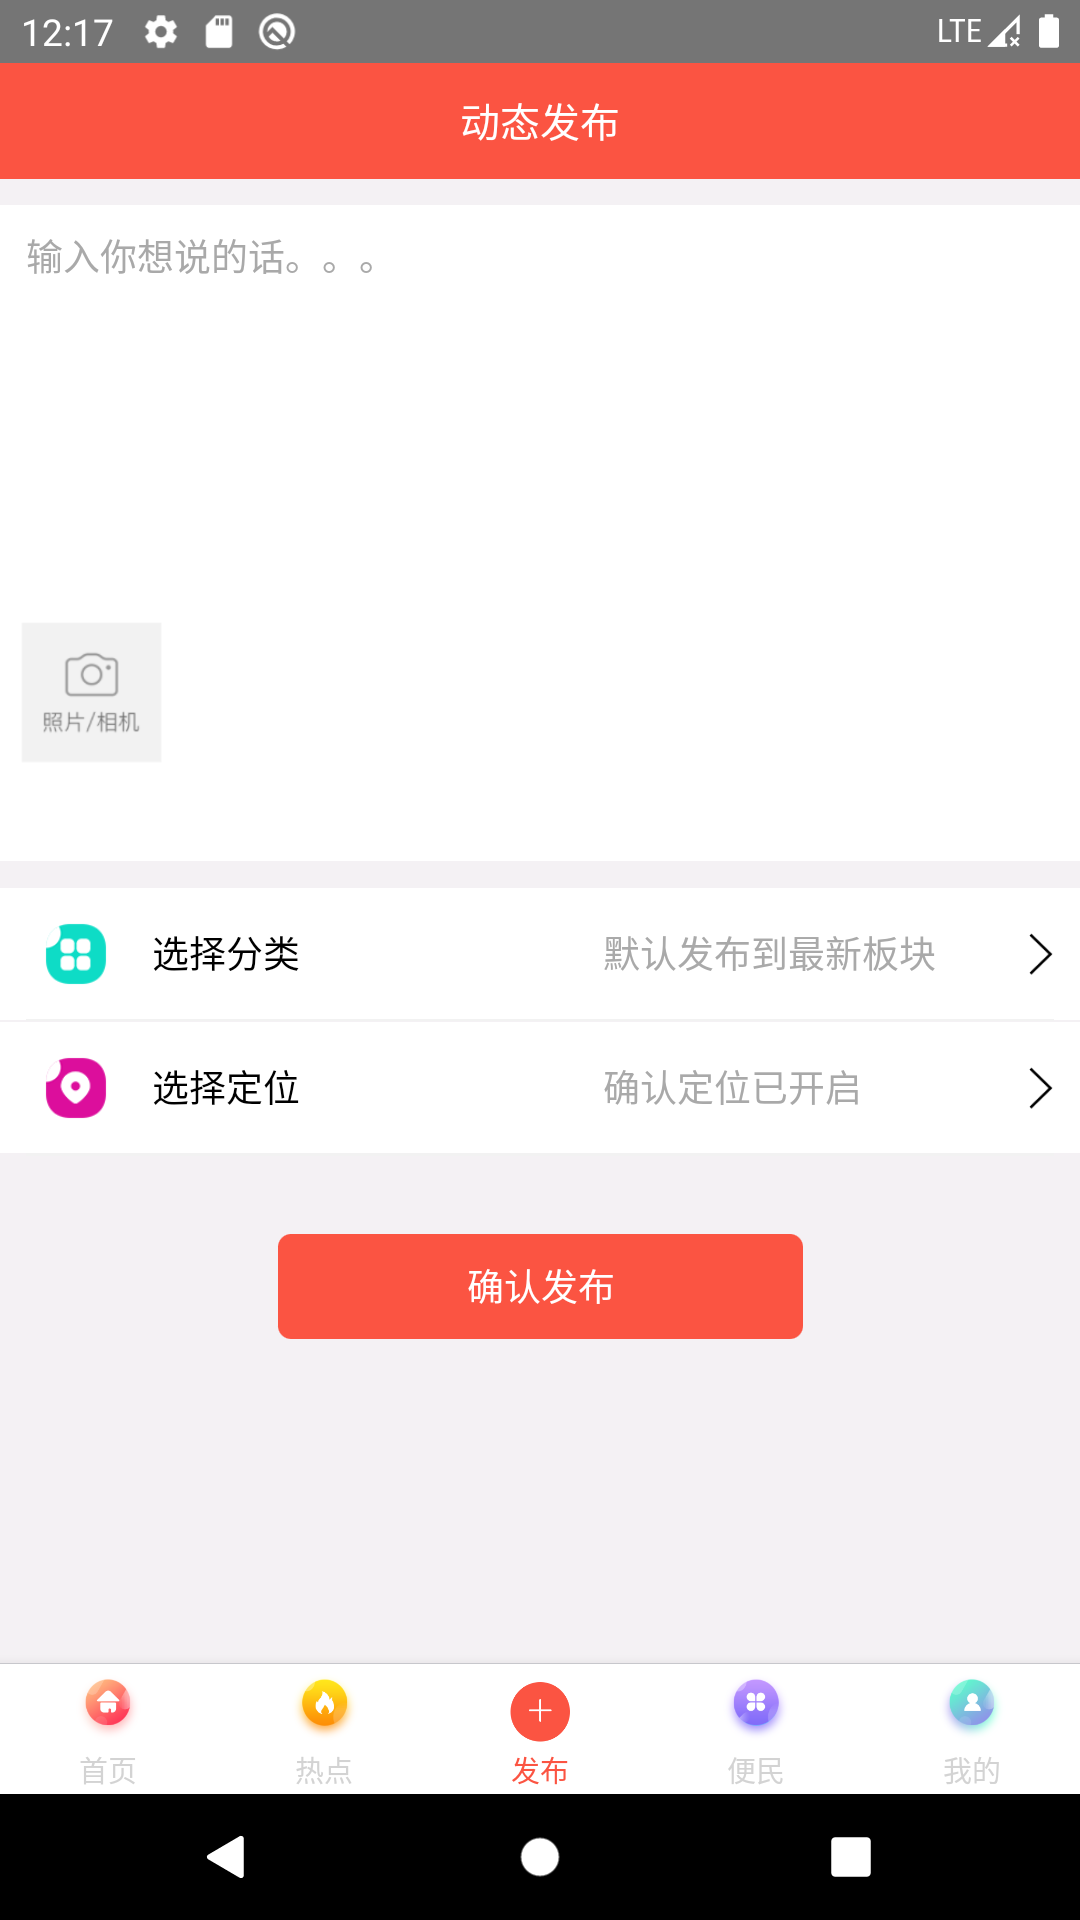 12:17
LTE
动态发布
输入你想说的话。。。
照片/相机
选择分类
默认发布到最新板块
选择定位
确认定位已开启
确认发布
首页
热点
发布
便民
我的